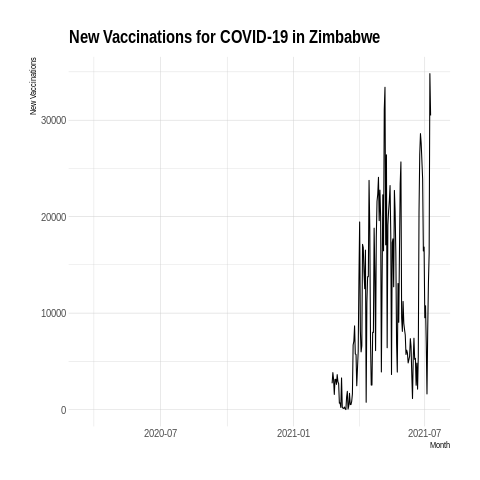 New Vaccinations for COVID-19 in Zimbabwe
New Vaccinations
30000
20000
10000
0
2020-07
2021-01
2021-07
Month